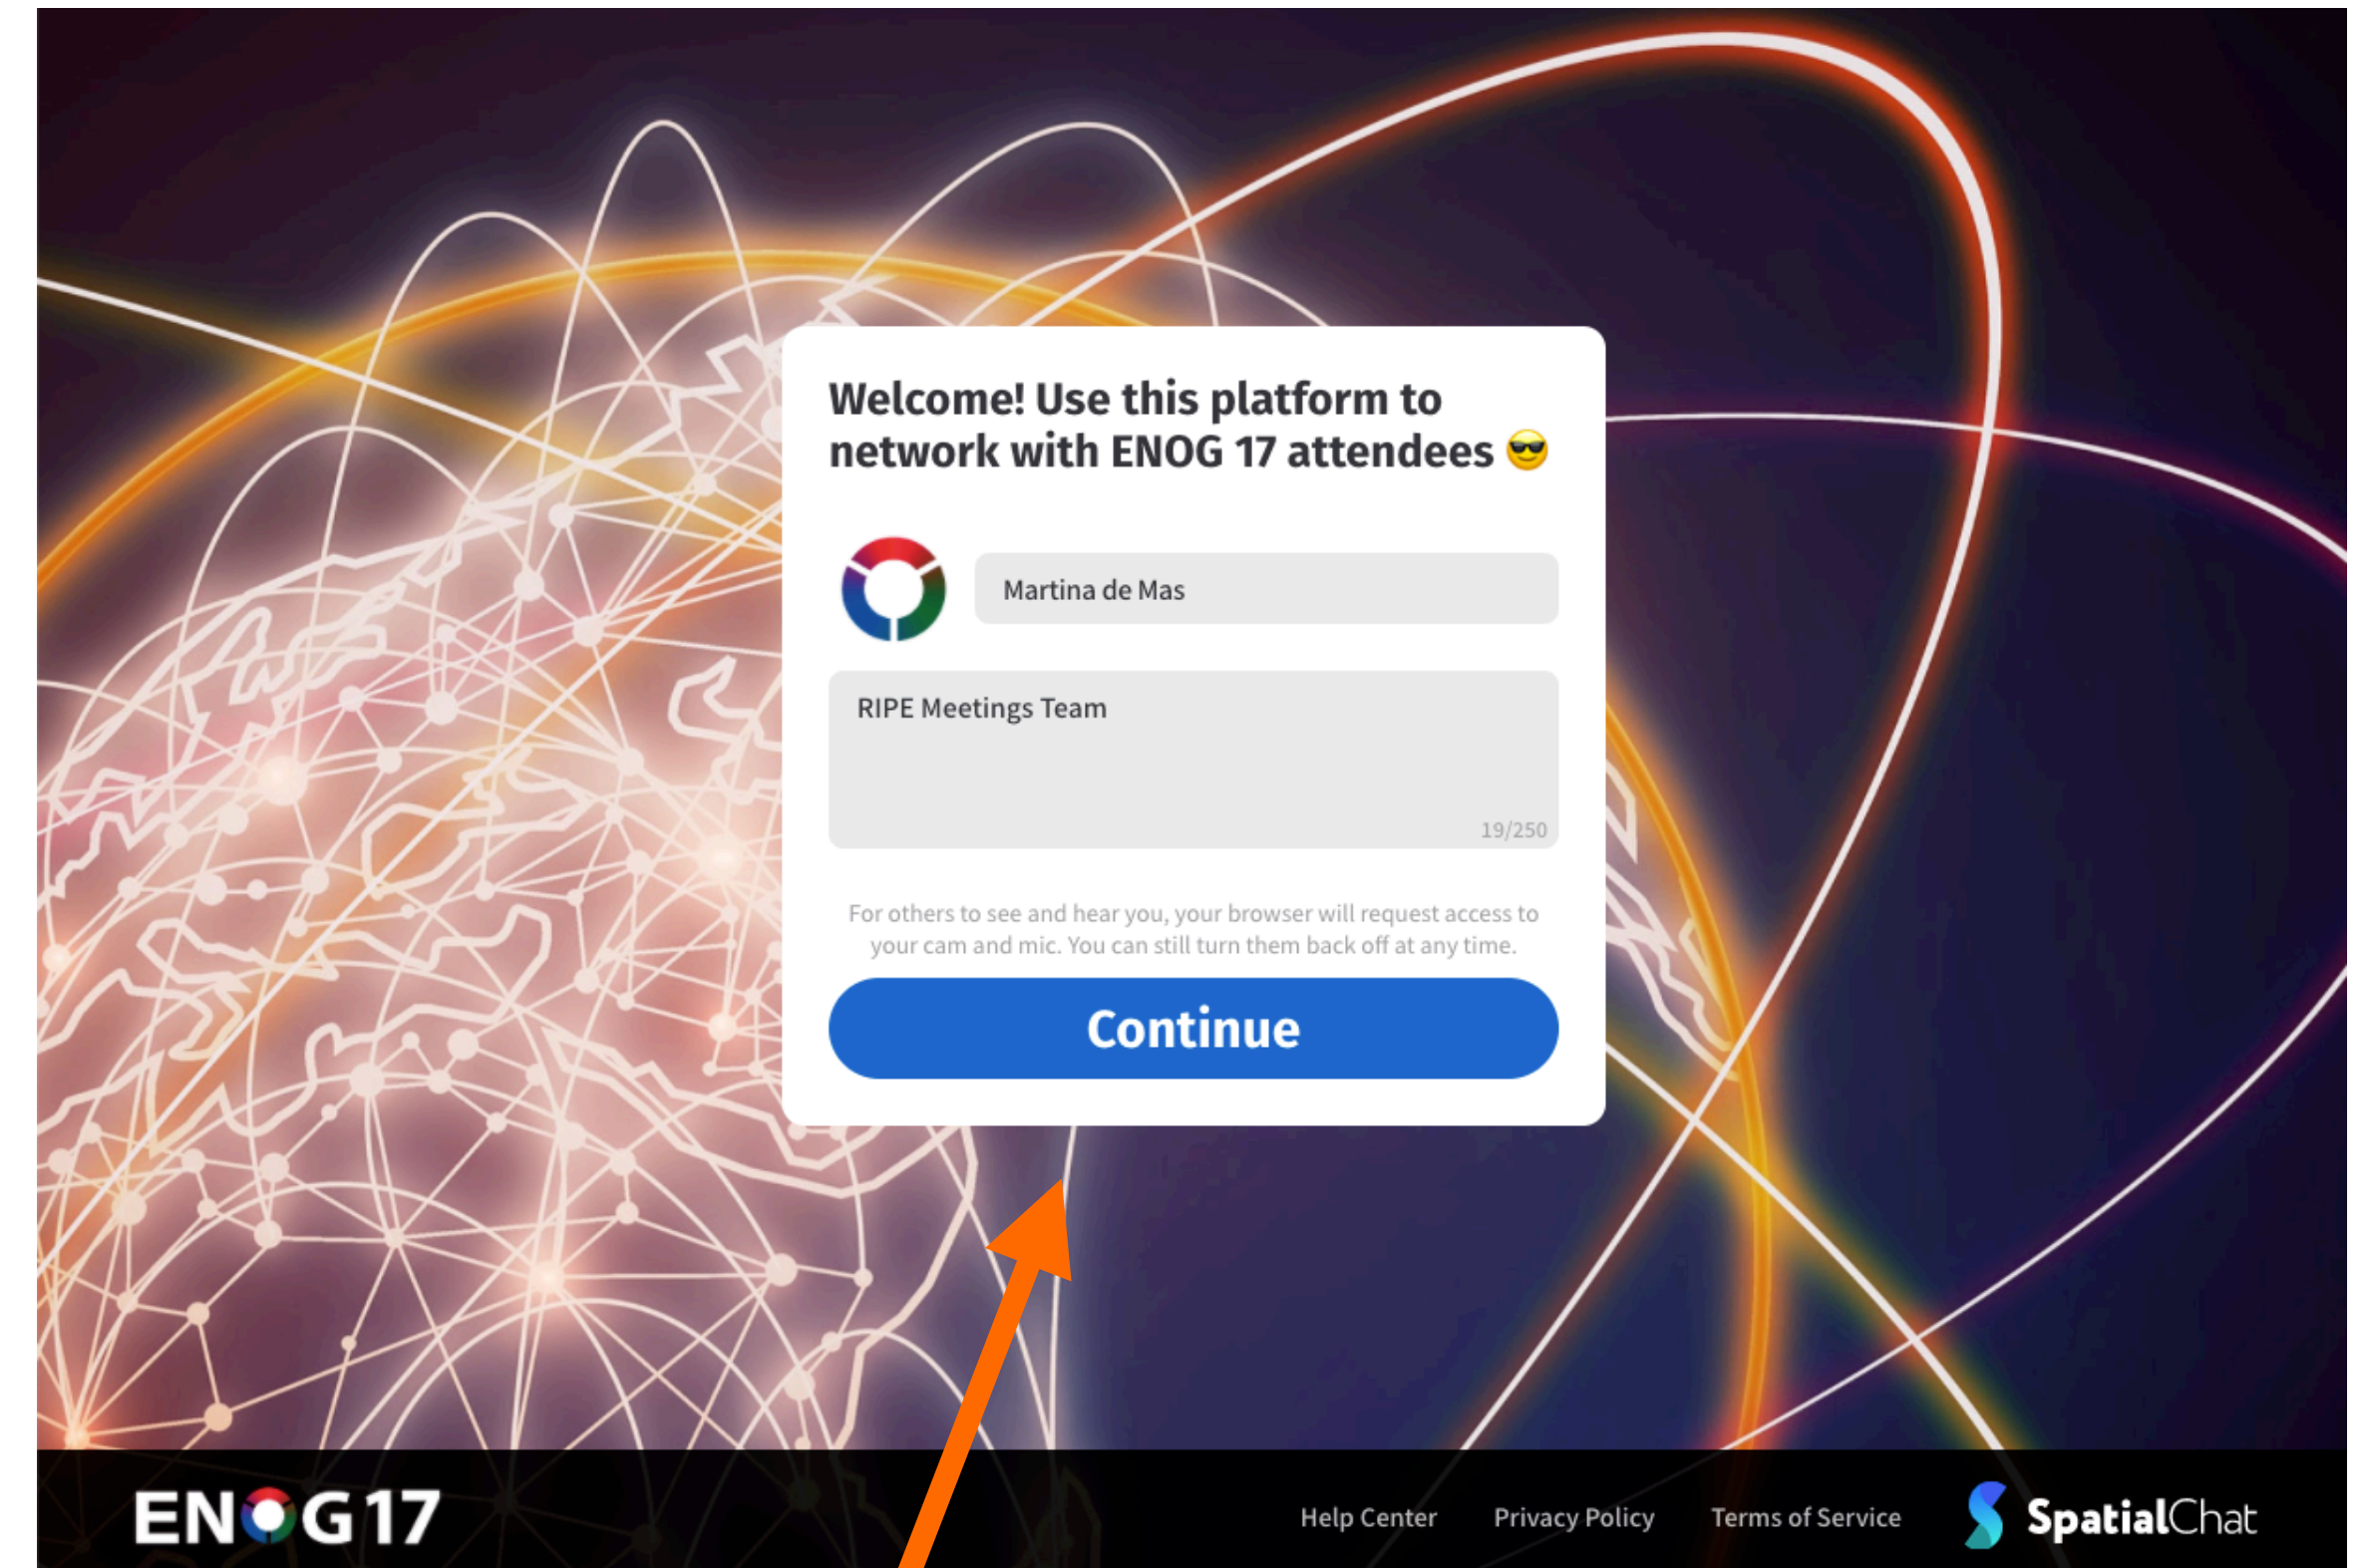 Welcome! Use this platform to
network with ENOG 17 attendees 😎
Martina de Mas
RIPE Meetings Team
19/250
For others to see and hear you, your browser will request access to
your cam and mic. You can still turn them back off at any time.
Continue
ENOG17
Help Center
Privacy Policy
Terms of Service
SpatialChat